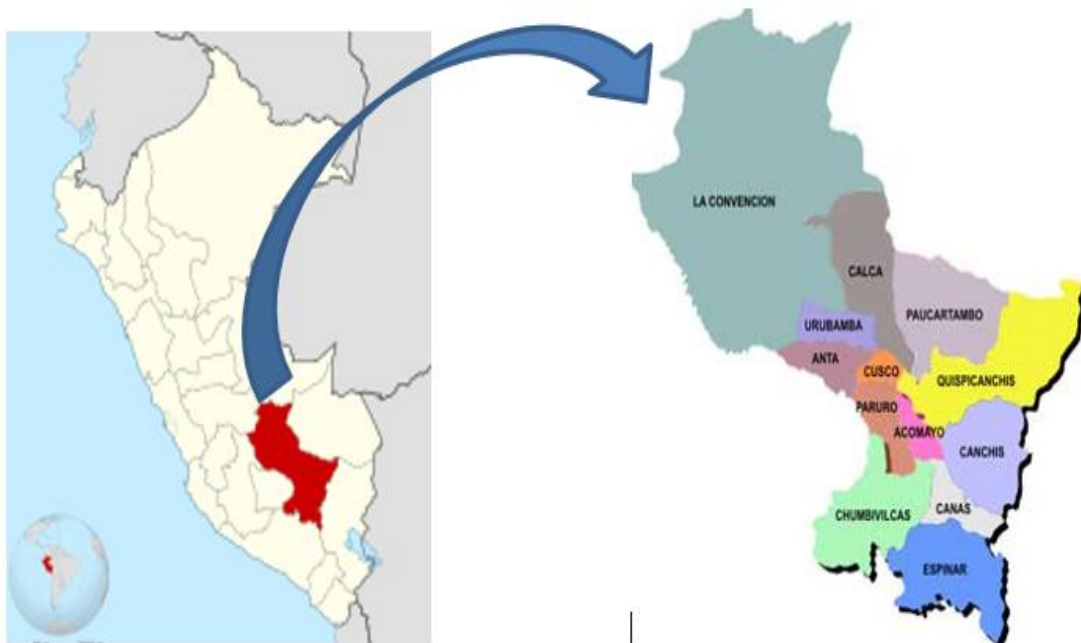 LA CONVENCION
CALCA
PAUCARTAMBO
URUBAMBA
ANTA
CUSCO
QUISPICANCHIS
PARURO
ACOMAYO
CANCHIS
CHUMBIVILCAS
CANAS
ESPINAR